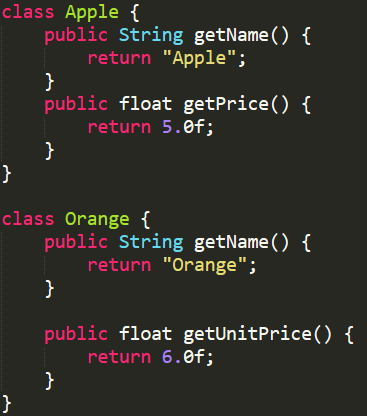 class Apple {
    public String getName() {
        return "Apple";
    }
    public float getPrice() {
        return 5.0f;
    }
}

class Orange {
    public String getName() {
        return "Orange";
    }

    public float getUnitPrice() {
        return 6.0f;
    }
}